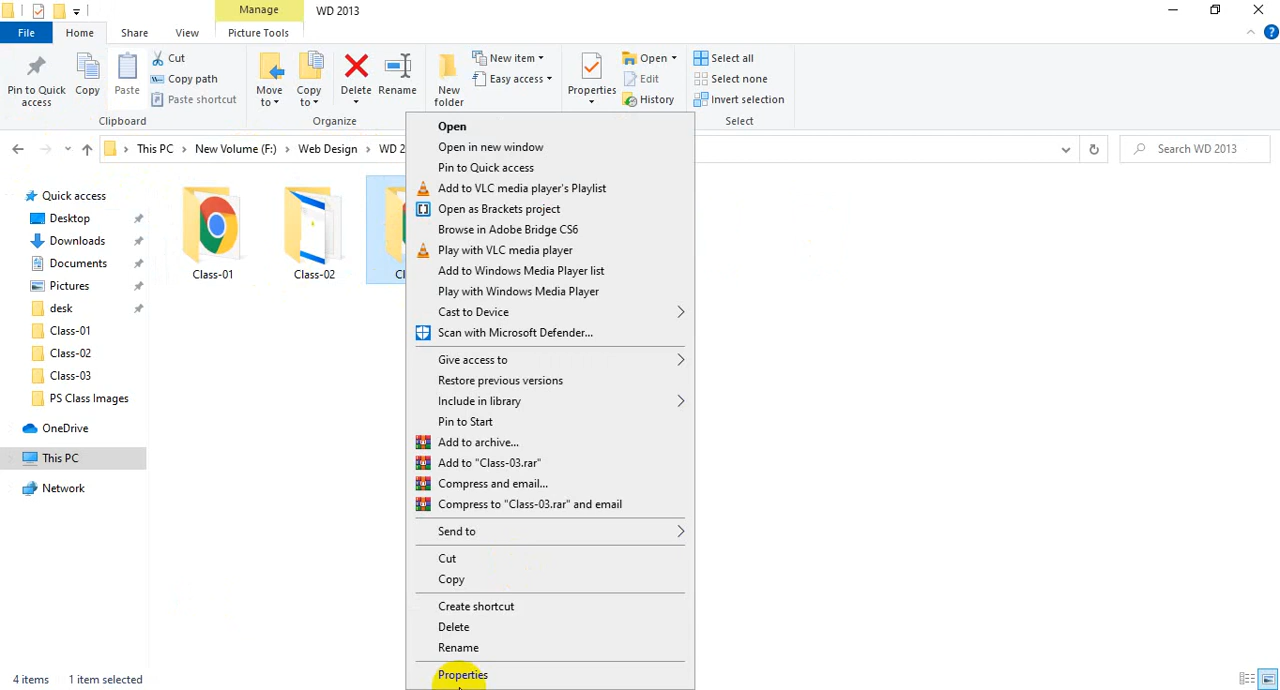 Manage
WD 2013
File
Home
Share
View
Picture Tools
Pin to Quick access
Copy
Paste
Cut
Copy path
Paste shortcut
Clipboard
Move to
Copy to
Delete
Rename
Organize
New folder
New item
Easy access
Properties
Open
Edit
History
Select all
Select none
Invert selection
Select
This PC
New Volume (F:)
Web Design
WD 2
Search WD 2013
Quick access
Desktop
Downloads
Documents
Pictures
desk
Class-01
Class-02
Class-03
PS Class Images
OneDrive
This PC
Network
Class-01
Class-02
Cl
Open
Open in new window
Pin to Quick access
Add to VLC media player's Playlist
Open as Brackets project
Browse in Adobe Bridge CS6
Play with VLC media player
Add to Windows Media Player list
Play with Windows Media Player
Cast to Device
Scan with Microsoft Defender...
Give access to
Restore previous versions
Include in library
Pin to Start
Add to archive...
Add to "Class-03.rar"
Compress and email...
Compress to "Class-03.rar" and email
Send to
Cut
Copy
Create shortcut
Delete
Rename
Properties
4 items
1 item selected